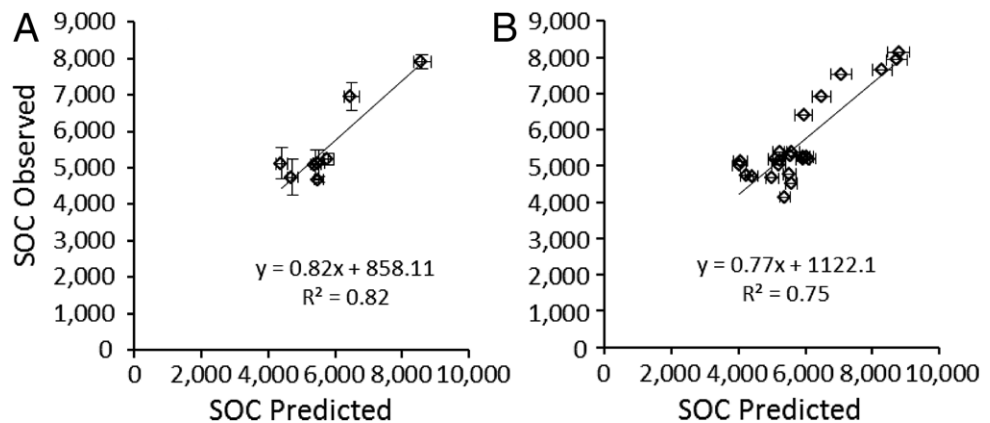 A
9,000
8,000
7,000
6,000
5,000
4,000
3,000
2,000
1,000
0
SOC Observed
y = 0.82x + 858.11
R² = 0.82
0 2,000 4,000 6,000 8,000 10,000
SOC Predicted
B
9,000
8,000
7,000
6,000
5,000
4,000
3,000
2,000
1,000
0
y = 0.77x + 1122.1
R² = 0.75
0 2,000 4,000 6,000 8,000 10,000
SOC Predicted